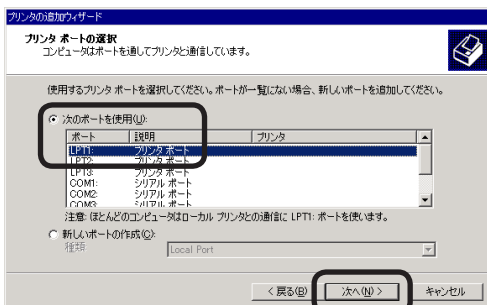 プリンタの追加ウィザード
プリンタ ポートの選択
コンピュータはポートを通してプリンタと通信しています。
使用するプリンタ ポートを選択してください。ポートが一覧にない場合、新しいポートを追加してください。
次のポートを使用(U):
ポート 説明 プリンタ
LPT1: プリンタ ポート
LPT2: プリンタ ポート
LPT3: プリンタ ポート
COM1: シリアル ポート
COM2: シリアル ポート
COM3: シリアル ポート
注意: ほとんどのコンピュータはローカル プリンタとの通信に LPT1: ポートを使います。
新しいポートの作成(C):
種類 Local Port
< 戻る(B) 次へ(N) > キャンセル